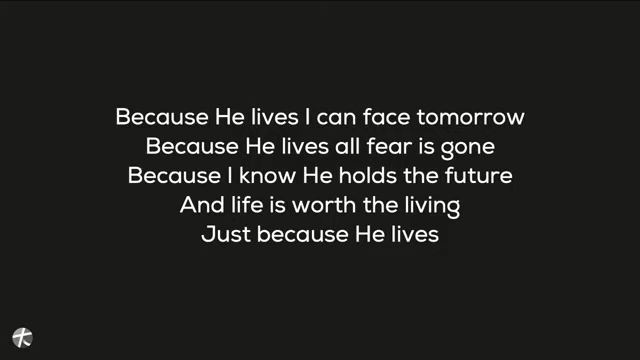 Because He lives I can face tomorrow
Because He lives all fear is gone
Because I know He holds the future
And life is worth the living
Just because He lives